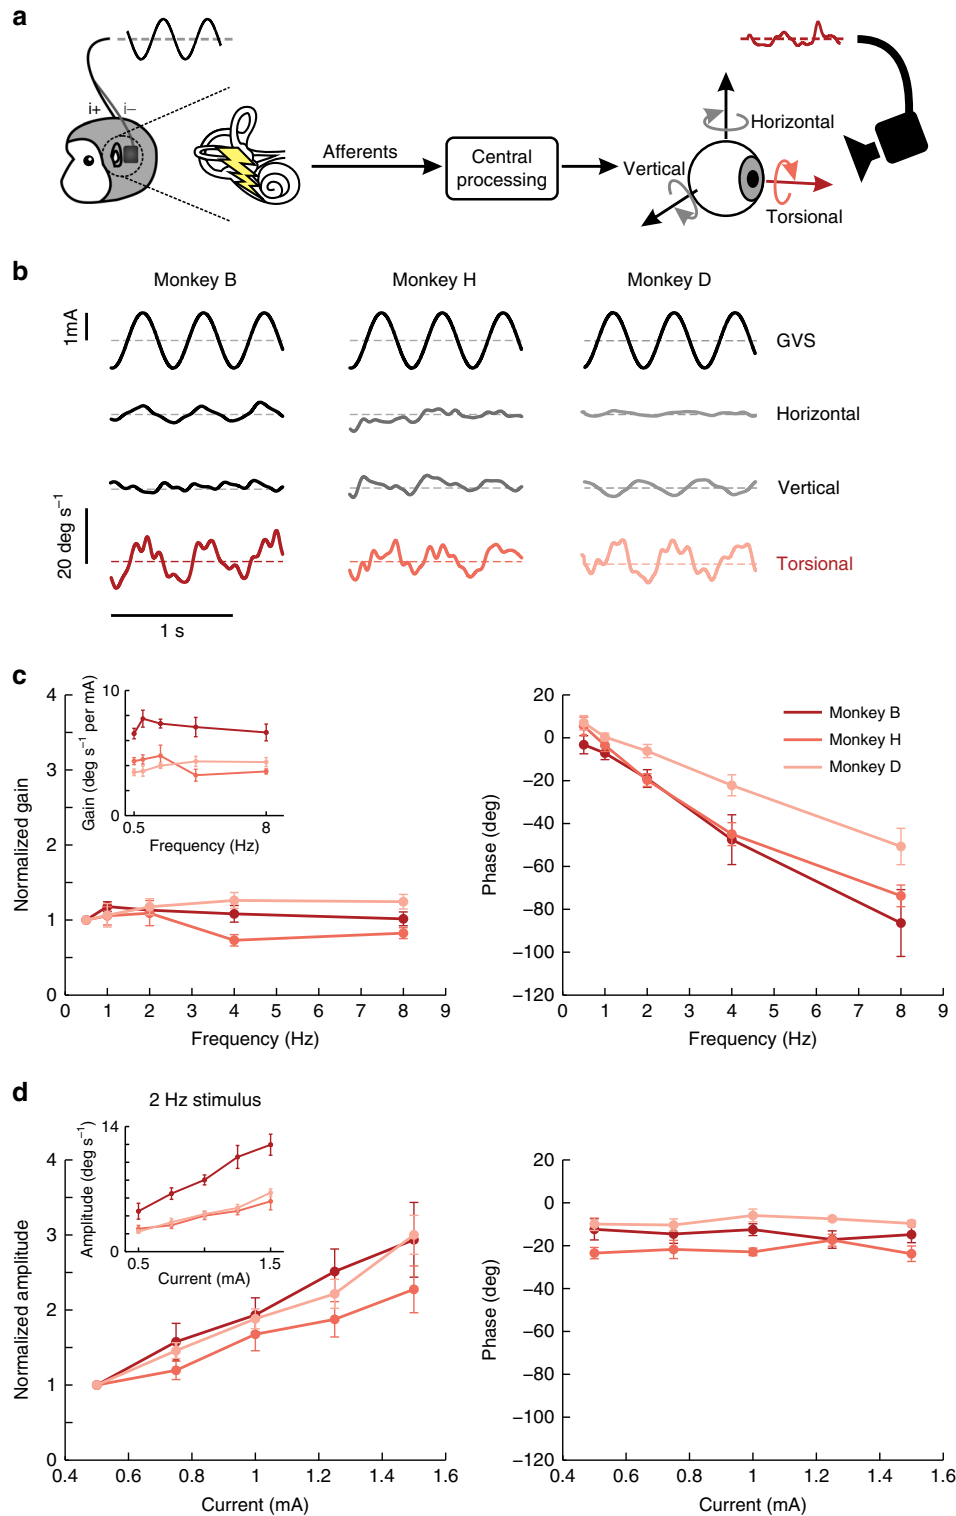 a
i+
i−
Afferents
Central
processing
Horizontal
Vertical
Torsional
b
Monkey B
Monkey H
Monkey D
1mA
GVS
Horizontal
Vertical
20 deg s⁻¹
Torsional
1 s
c
Normalized gain
4
3
2
1
0
0
1
2
3
4
5
6
7
8
9
Frequency (Hz)
Gain (deg s⁻¹ per mA)
10
0
0.5
8
Frequency (Hz)
Phase (deg)
20
0
−20
−40
−60
−80
−100
−120
0
1
2
3
4
5
6
7
8
9
Frequency (Hz)
Monkey B
Monkey H
Monkey D
d
2 Hz stimulus
Normalized amplitude
4
3
2
1
0
0.4
0.6
0.8
1
1.2
1.4
1.6
Current (mA)
Amplitude (deg s⁻¹)
14
0
0.5
1.5
Current (mA)
Phase (deg)
20
0
−20
−40
−60
−80
−100
−120
0.4
0.6
0.8
1
1.2
1.4
1.6
Current (mA)